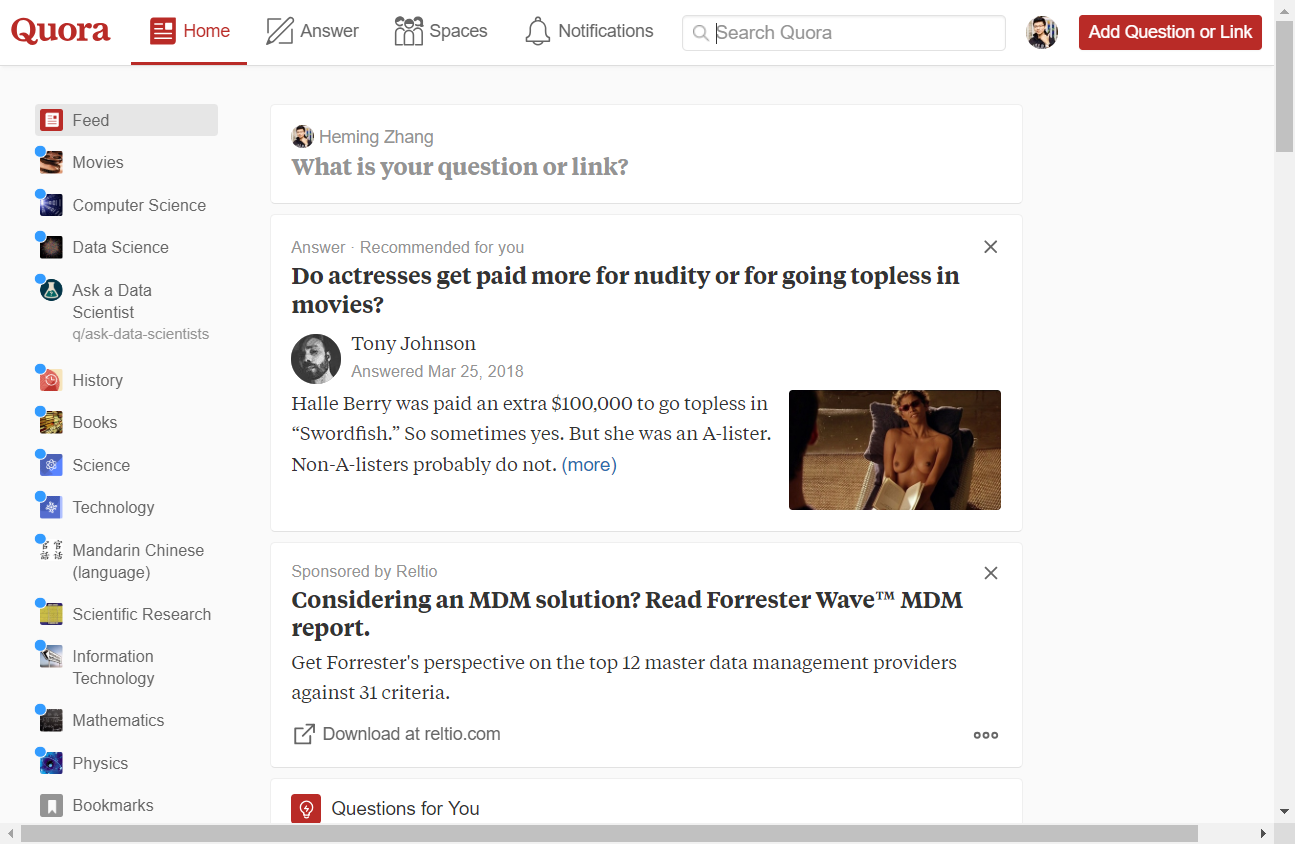 Quora
Home
Answer
Spaces
Notifications
Search Quora
Add Question or Link
Feed
Movies
Computer Science
Data Science
Ask a Data
Scientist
q/ask-data-scientists
History
Books
Science
Technology
Mandarin Chinese
(language)
Scientific Research
Information
Technology
Mathematics
Physics
Bookmarks
Heming Zhang
What is your question or link?
Answer · Recommended for you
Do actresses get paid more for nudity or for going topless in
movies?
Tony Johnson
Answered Mar 25, 2018
Halle Berry was paid an extra $100,000 to go topless in
“Swordfish.” So sometimes yes. But she was an A-lister.
Non-A-listers probably do not. (more)
Sponsored by Reltio
Considering an MDM solution? Read Forrester Wave™ MDM
report.
Get Forrester's perspective on the top 12 master data management providers
against 31 criteria.
Download at reltio.com
Questions for You